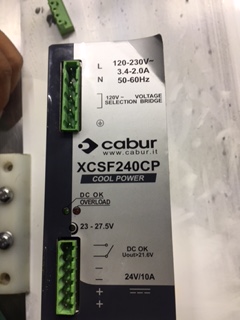 L 120-230V~
3.4-2.0A
N 50-60Hz
120V~ VOLTAGE
SELECTION BRIDGE
cabur
www.cabur.it
XCSF240CP
COOL POWER
DC OK
OVERLOAD
23 - 27.5V
DC OK
Uout>21.6V
24V/10A
+ +